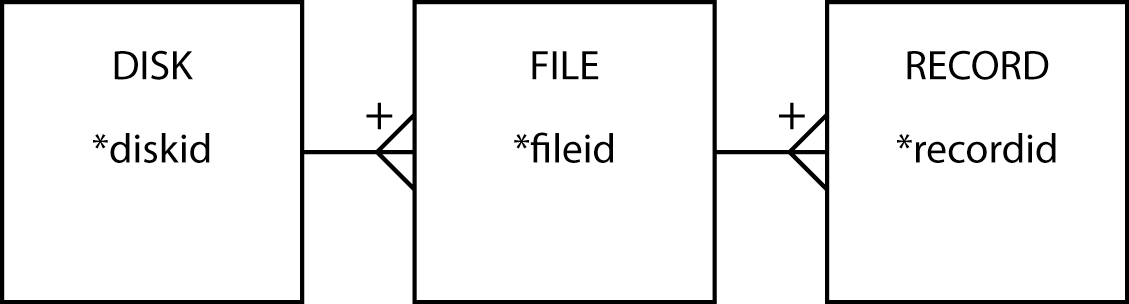 DISK
*diskid
+
FILE
*fileid
+
RECORD
*recordid